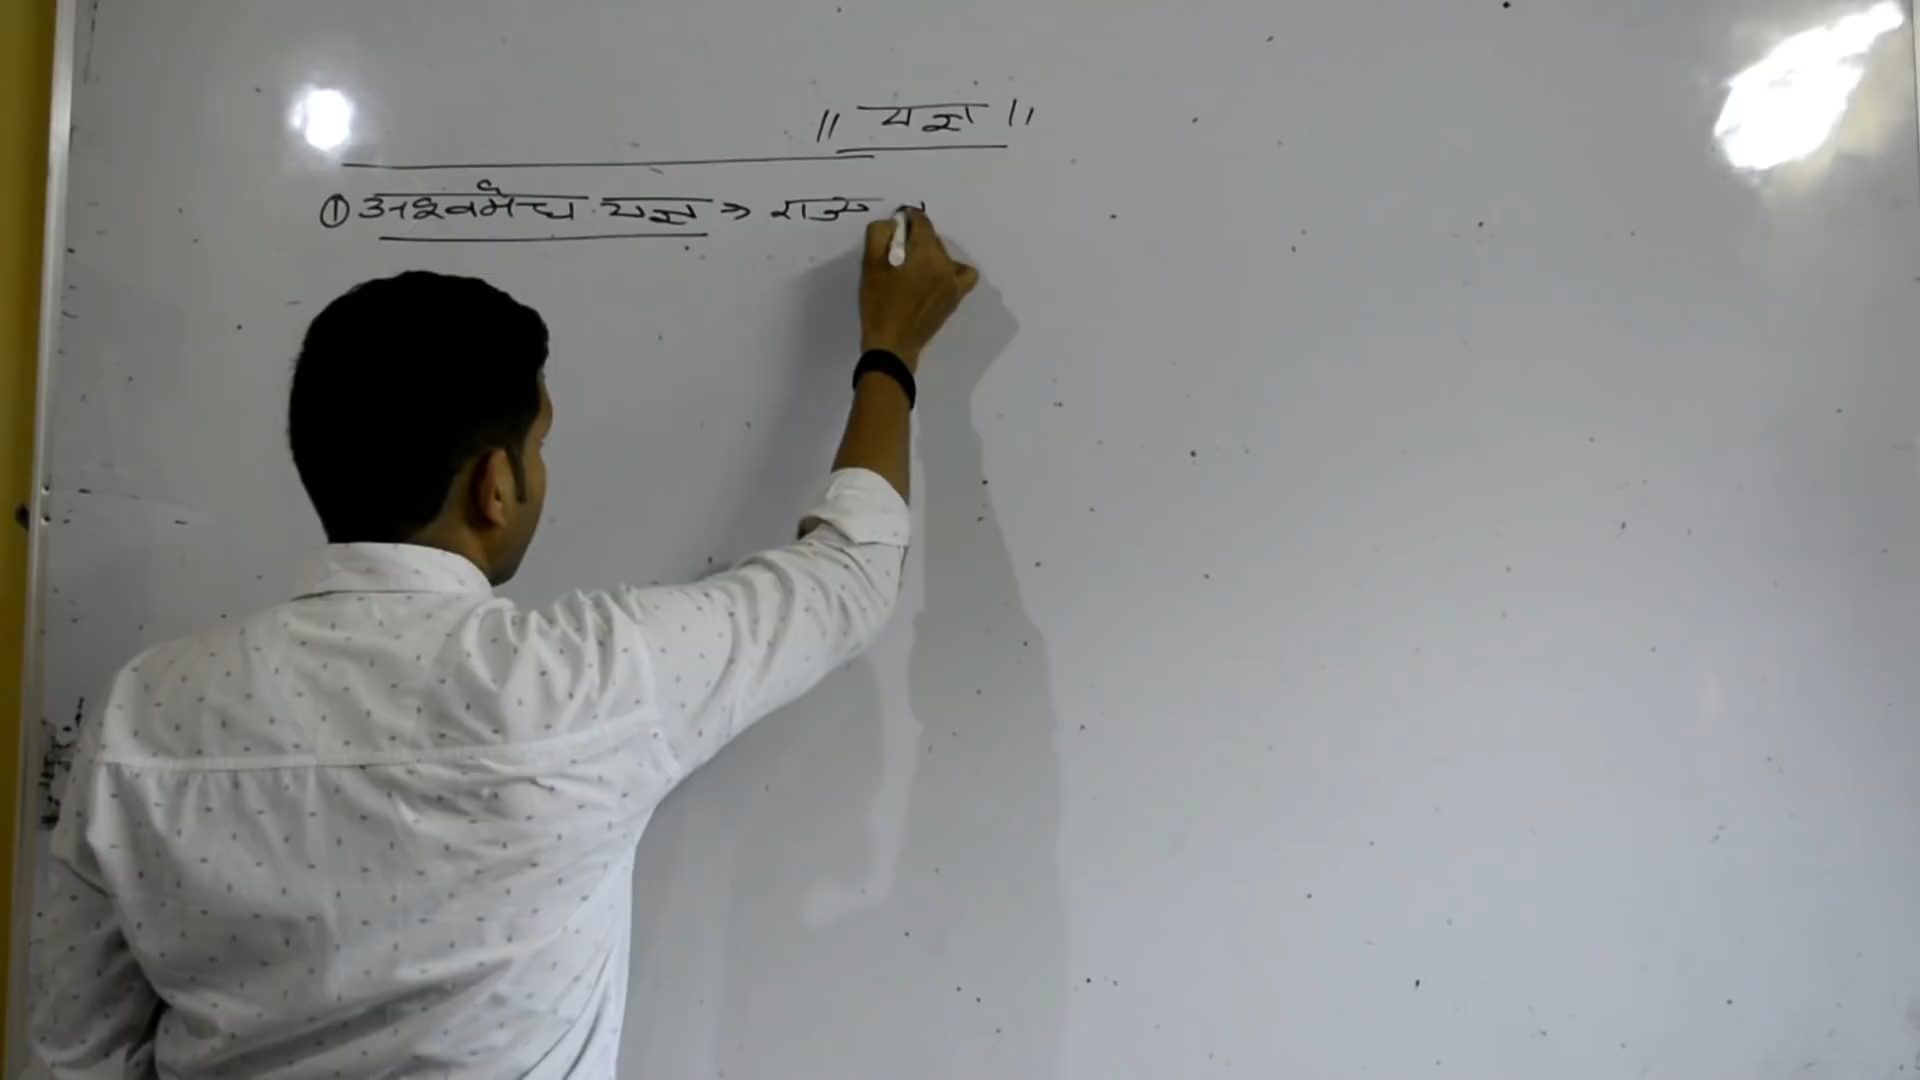 ॥ यज्ञ ॥
① अश्वमेध यज्ञ ⇒ राज्य